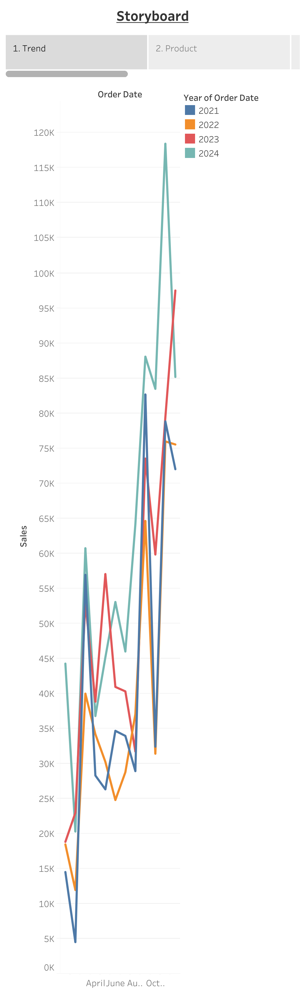 Storyboard
1. Trend
2. Product
Order Date
Year of Order Date
2021
2022
2023
2024
120K
115K
110K
105K
100K
95K
90K
85K
80K
75K
70K
65K
60K
55K
50K
45K
40K
35K
30K
25K
20K
15K
10K
5K
0K
Sales
April June Au.. Oct..